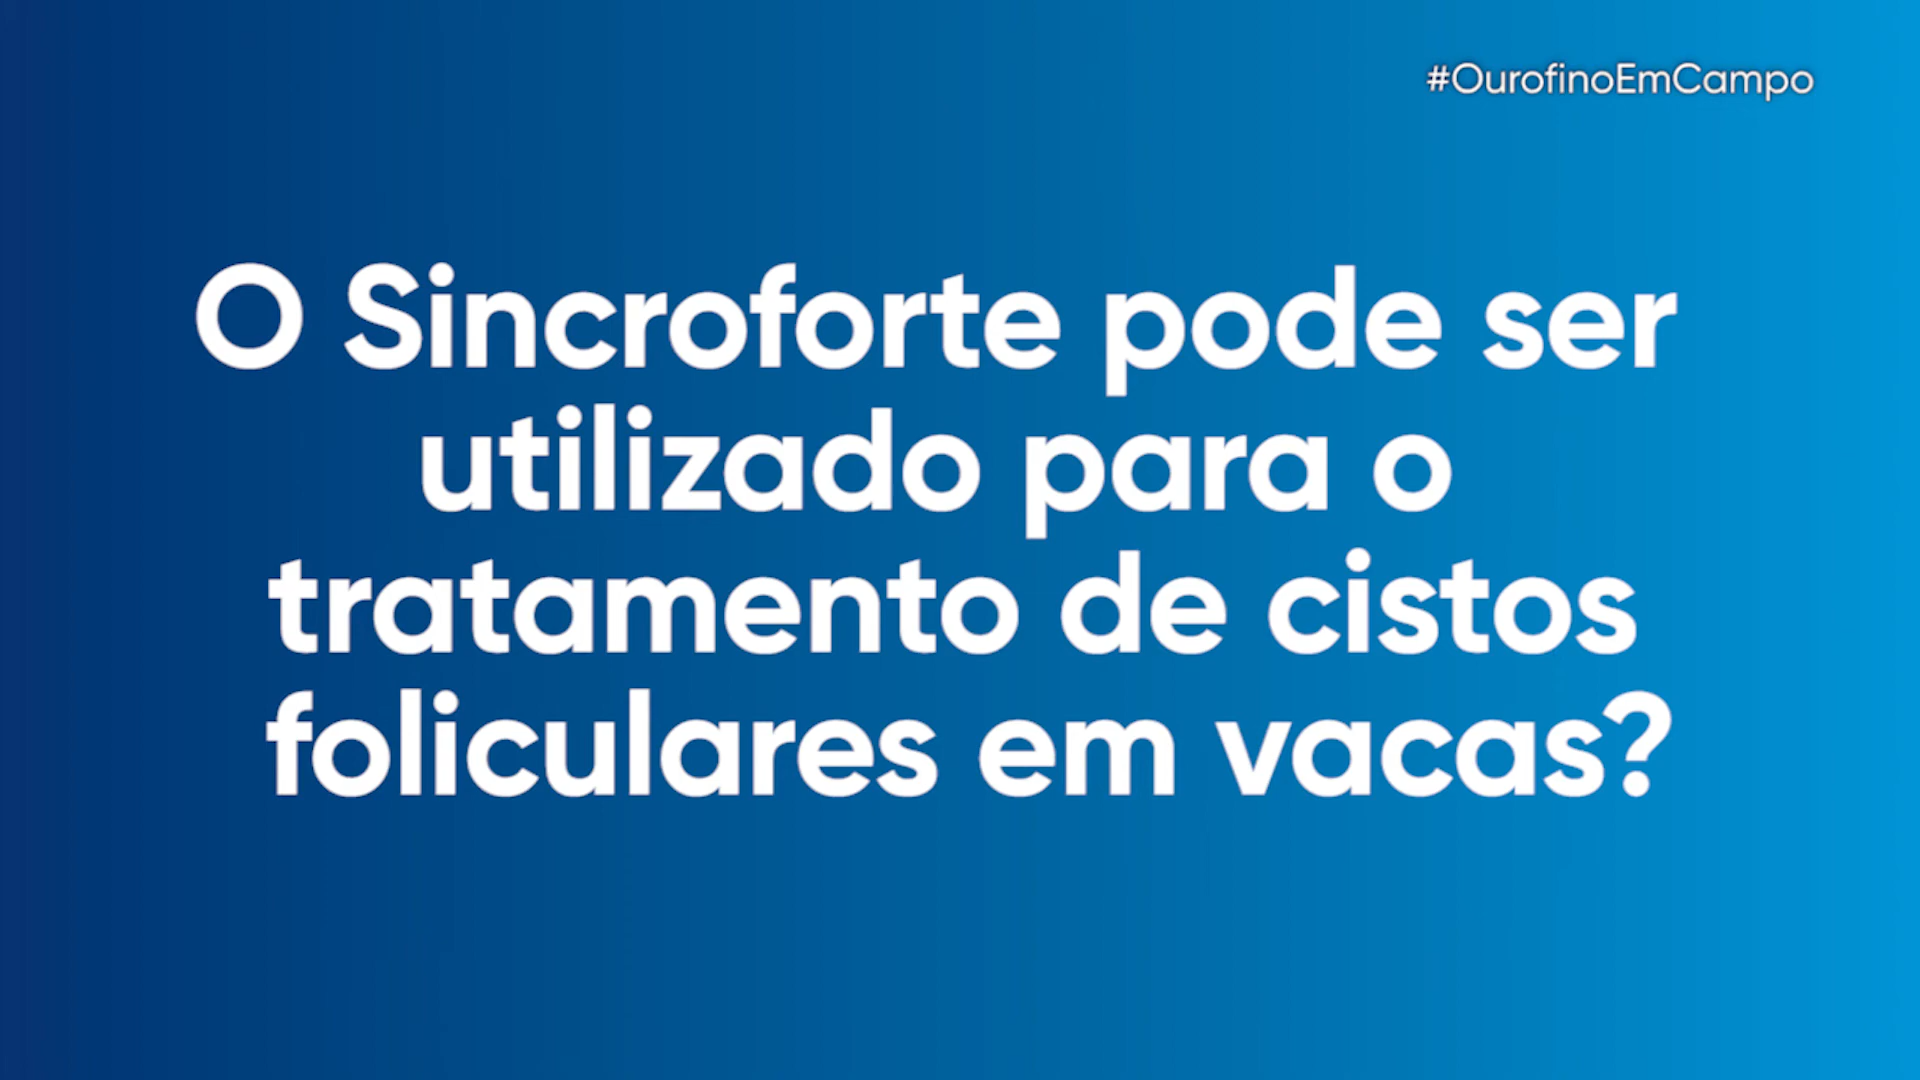 #OurofinoEmCampo
O Sincroforte pode ser
utilizado para o
tratamento de cistos
foliculares em vacas?